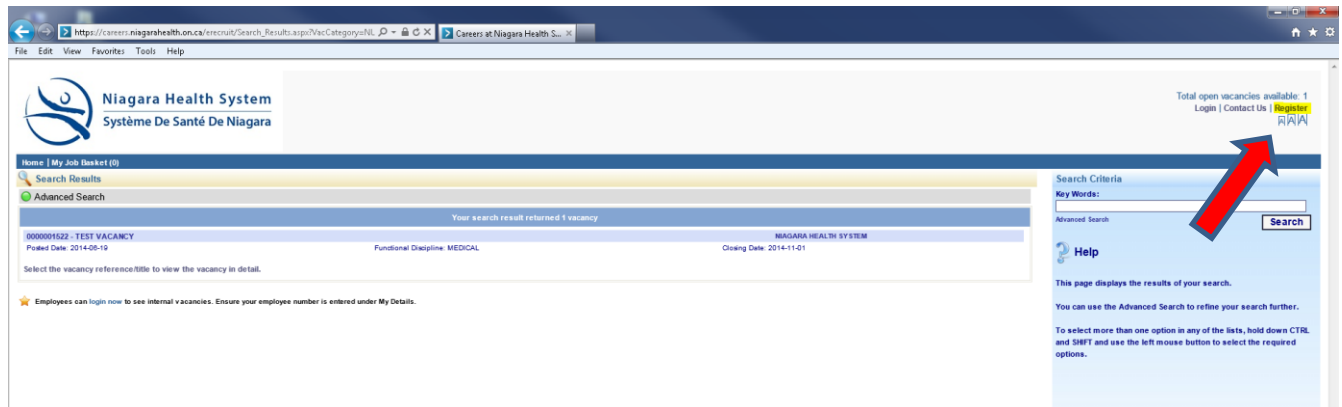 https://careers.niagarahealth.on.ca/erecruit/Search_Results.aspx?VacCategory=NL
Careers at Niagara Health S...
File Edit View Favorites Tools Help
Niagara Health System
Système De Santé De Niagara
Total open vacancies available: 1
Login | Contact Us | Register
A A A
Home | My Job Basket (0)
Search Results
Advanced Search
Your search result returned 1 vacancy
0000001522 - TEST VACANCY NIAGARA HEALTH SYSTEM
Posted Date: 2014-06-19 Functional Discipline: MEDICAL Closing Date: 2014-11-01
Select the vacancy reference/title to view the vacancy in detail.
Employees can login now to see internal vacancies. Ensure your employee number is entered under My Details.
Search Criteria
Key Words:
Advanced Search Search
Help
This page displays the results of your search.
You can use the Advanced Search to refine your search further.
To select more than one option in any of the lists, hold down CTRL
and SHIFT and use the left mouse button to select the required
options.